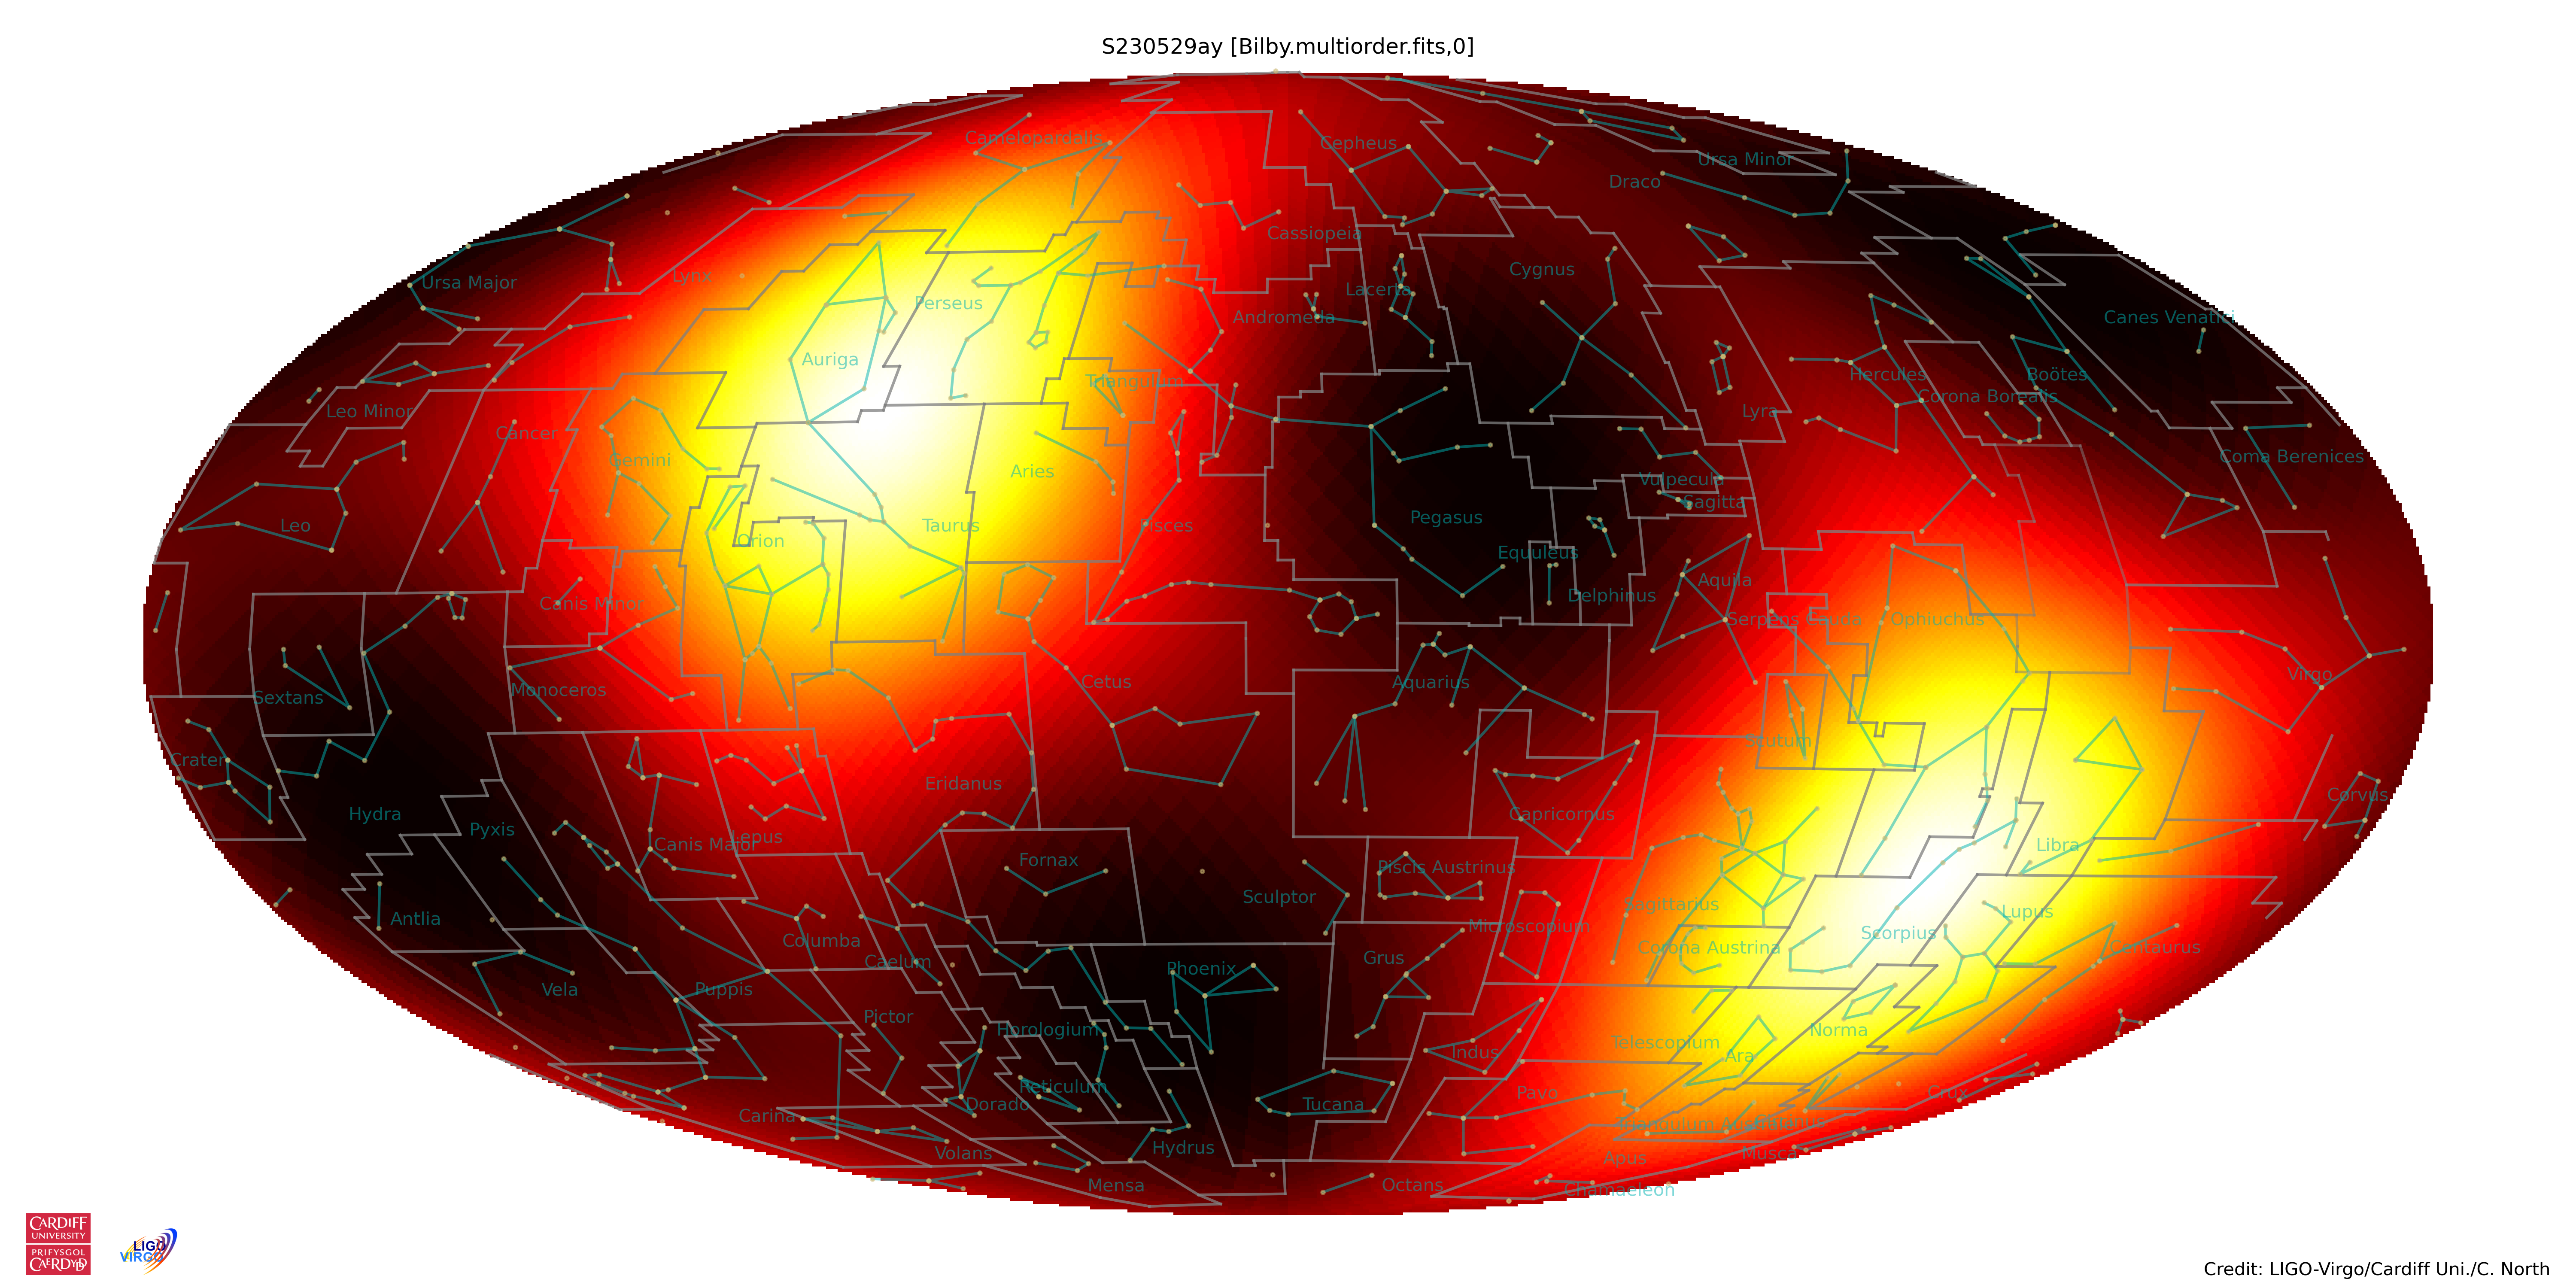 S230529ay [Bilby.multiorder.fits,0]
Camelopardalis
Cepheus
Ursa Minor
Draco
Cassiopeia
Ursa Major
Lynx
Cygnus
Lacerta
Perseus
Andromeda
Canes Venatici
Auriga
Triangulum
Hercules
Boötes
Corona Borealis
Leo Minor
Lyra
Cancer
Gemini
Aries
Coma Berenices
Vulpecula
Sagitta
Leo
Orion
Taurus
Pisces
Pegasus
Equuleus
Delphinus
Aquila
Canis Minor
Serpens Cauda
Ophiuchus
Sextans
Monoceros
Cetus
Aquarius
Virgo
Scutum
Crater
Eridanus
Corvus
Hydra
Pyxis
Capricornus
Canis Major
Lepus
Libra
Fornax
Piscis Austrinus
Sculptor
Sagittarius
Lupus
Antlia
Microscopium
Scorpius
Columba
Corona Austrina
Centaurus
Caelum
Grus
Phoenix
Vela
Puppis
Pictor
Horologium
Norma
Telescopium
Indus
Ara
Reticulum
Pavo
Crux
Dorado
Tucana
Carina
Triangulum Australe
Circinus
Hydrus
Volans
Apus
Musca
Mensa
Octans
Chamaeleon
CARDIFF
UNIVERSITY
PRIFYSGOL
CAERDYDD
LIGO
VIRGO
Credit: LIGO-Virgo/Cardiff Uni./C. North